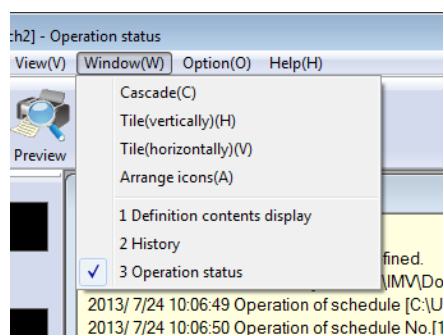 ch2] - Operation status
View(V) Window(W) Option(O) Help(H)
Cascade(C)
Tile(vertically)(H)
Tile(horizontally)(V)
Arrange icons(A)
Preview
1 Definition contents display
2 History
3 Operation status
fined.
\IMV\Do
2013/ 7/24 10:06:49 Operation of schedule [C:\U
2013/ 7/24 10:06:50 Operation of schedule No.[1